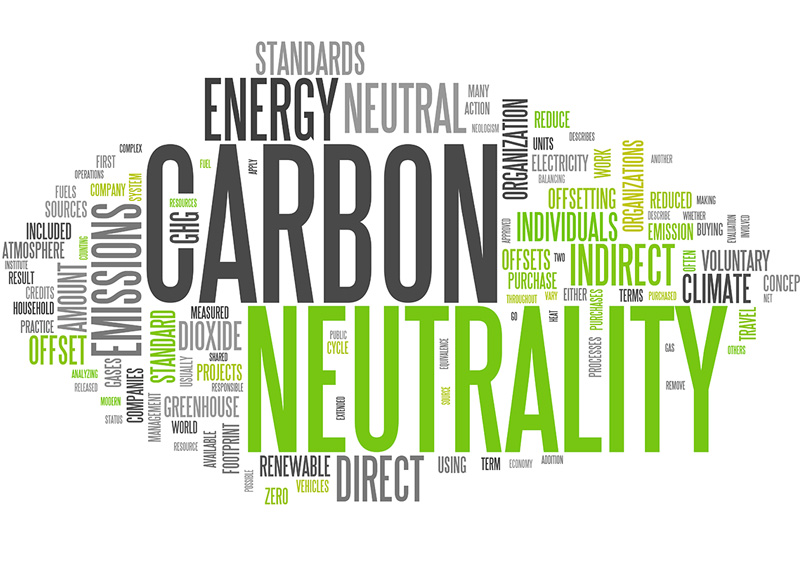 STANDARDS
ENERGY
NEUTRAL
MANY
ACTION
NEOLOGISM
ORGANIZATION
REDUCE
UNITS
DESCRIBES
ELECTRICITY
BALANCING
WORK
ORGANIZATIONS
ANOTHER
COMPLEX
FIRST
OPERATIONS
FUELS
COMPANY
SYSTEM
SOURCES
FUEL
APPLY
RESOURCES
CARBON
GHG
OFFSETTING
REDUCED
MAKING
INDIVIDUALS
DESCRIBE
WHETHER
APPROVED
EMISSION
BUYING
EVALUATION
INVOLVED
INCLUDED
ATMOSPHERE
COUNTING
EMISSIONS
INSTITUTE
RESULT
AMOUNT
CREDITS
HOUSEHOLD
PRACTICE
OFFSET
OFFSETS
TWO
INDIRECT
OFTEN
VOLUNTARY
PURCHASE
CLIMATE
CONCEP
NET
THROUGHOUT
VARY
EITHER
PURCHASES
TERMS
PURCHASED
GO
HEAT
TRAVEL
OTHERS
MEASURED
STANDARD
DIOXIDE
USUALLY
SHARED
PROJECTS
RESPONSIBLE
NEUTRALITY
PUBLIC
CYCLE
EQUIVALENCE
SOURCE
EXTENDED
PROCESSES
GAS
REMOVE
ANALYZING
RELEASED
GASES
MODERN
COMPANIES
STATUS
MANAGEMENT
GREENHOUSE
WORLD
RESOURCE
AVAILABLE
FOOTPRINT
POSSIBLE
RENEWABLE
DIRECT
USING
TERM
ECONOMY
ADDITION
ZERO
VEHICLES